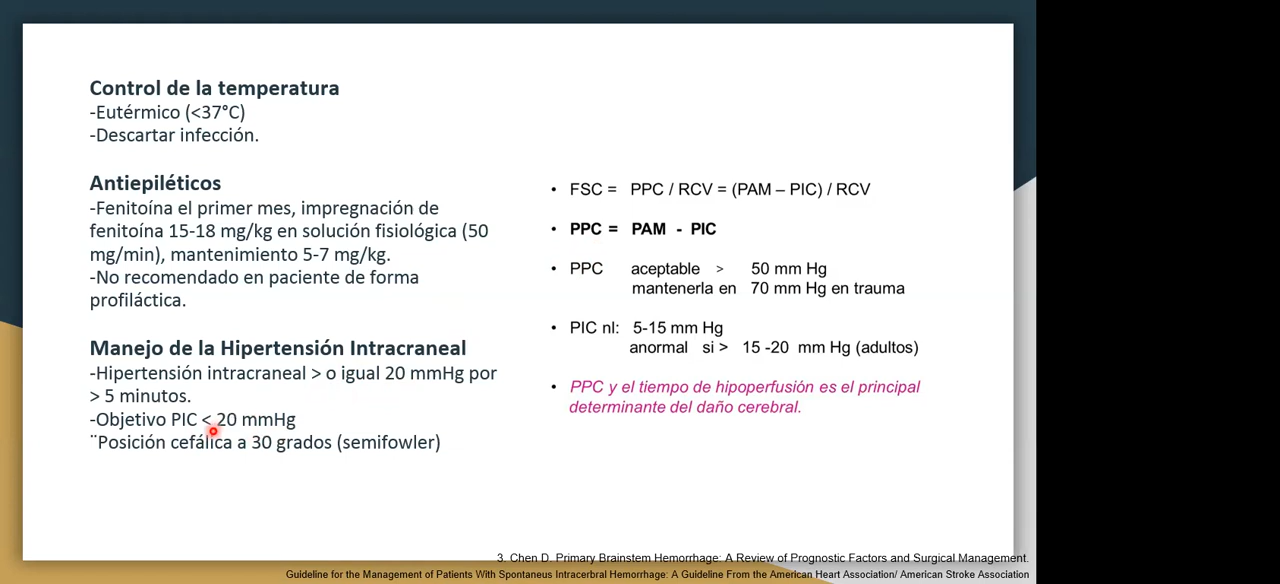 Control de la temperatura
-Eutérmico (<37°C)
-Descartar infección.
Antiepiléticos
-Fenitoína el primer mes, impregnación de
fenitoína 15-18 mg/kg en solución fisiológica (50
mg/min), mantenimiento 5-7 mg/kg.
-No recomendado en paciente de forma
profiláctica.
Manejo de la Hipertensión Intracraneal
-Hipertensión intracraneal > o igual 20 mmHg por
> 5 minutos.
-Objetivo PIC < 20 mmHg
¨Posición cefálica a 30 grados (semifowler)
• FSC = PPC / RCV = (PAM – PIC) / RCV
• PPC = PAM - PIC
• PPC aceptable > 50 mm Hg
mantenerla en 70 mm Hg en trauma
• PIC nl: 5-15 mm Hg
anormal si > 15 -20 mm Hg (adultos)
• PPC y el tiempo de hipoperfusión es el principal
determinante del daño cerebral.
3. Chen D. Primary Brainstem Hemorrhage: A Review of Prognostic Factors and Surgical Management.
Guideline for the Management of Patients With Spontaneus Intracerbral Hemorrhage: A Guideline From the American Heart Association/ American Stroke Association